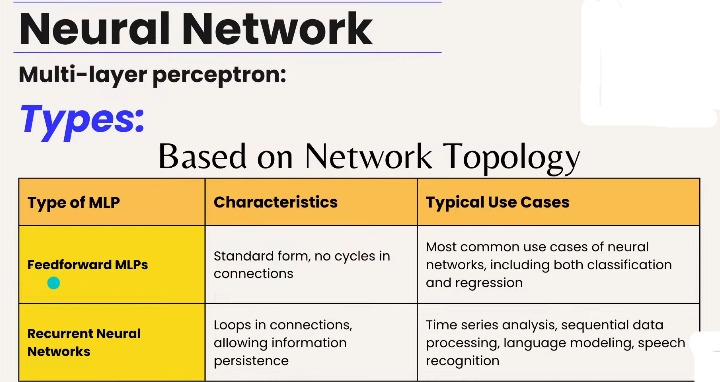 Neural Network
Multi-layer perceptron:
Types:
Based on Network Topology
Type of MLP
Characteristics
Typical Use Cases
Feedforward MLPs
Standard form, no cycles in
connections
Most common use cases of neural
networks, including both classification
and regression
Recurrent Neural
Networks
Loops in connections,
allowing information
persistence
Time series analysis, sequential data
processing, language modeling, speech
recognition